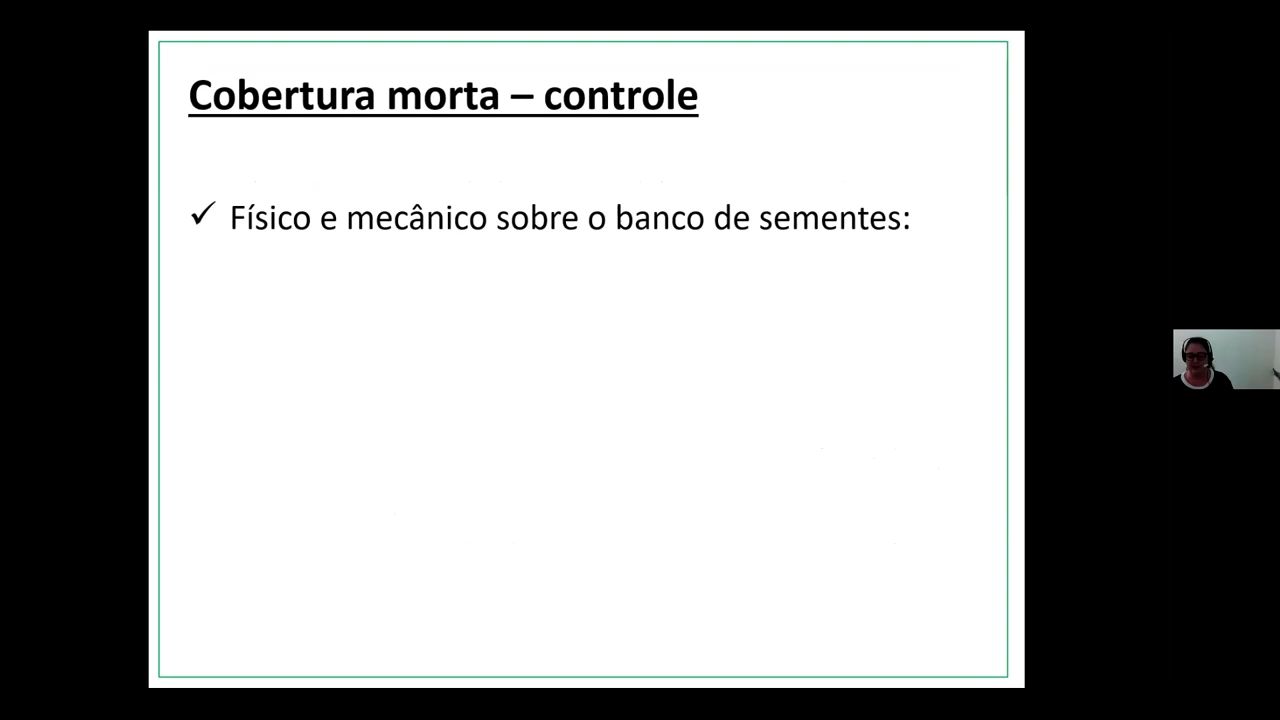 Cobertura morta – controle
✓ Físico e mecânico sobre o banco de sementes: